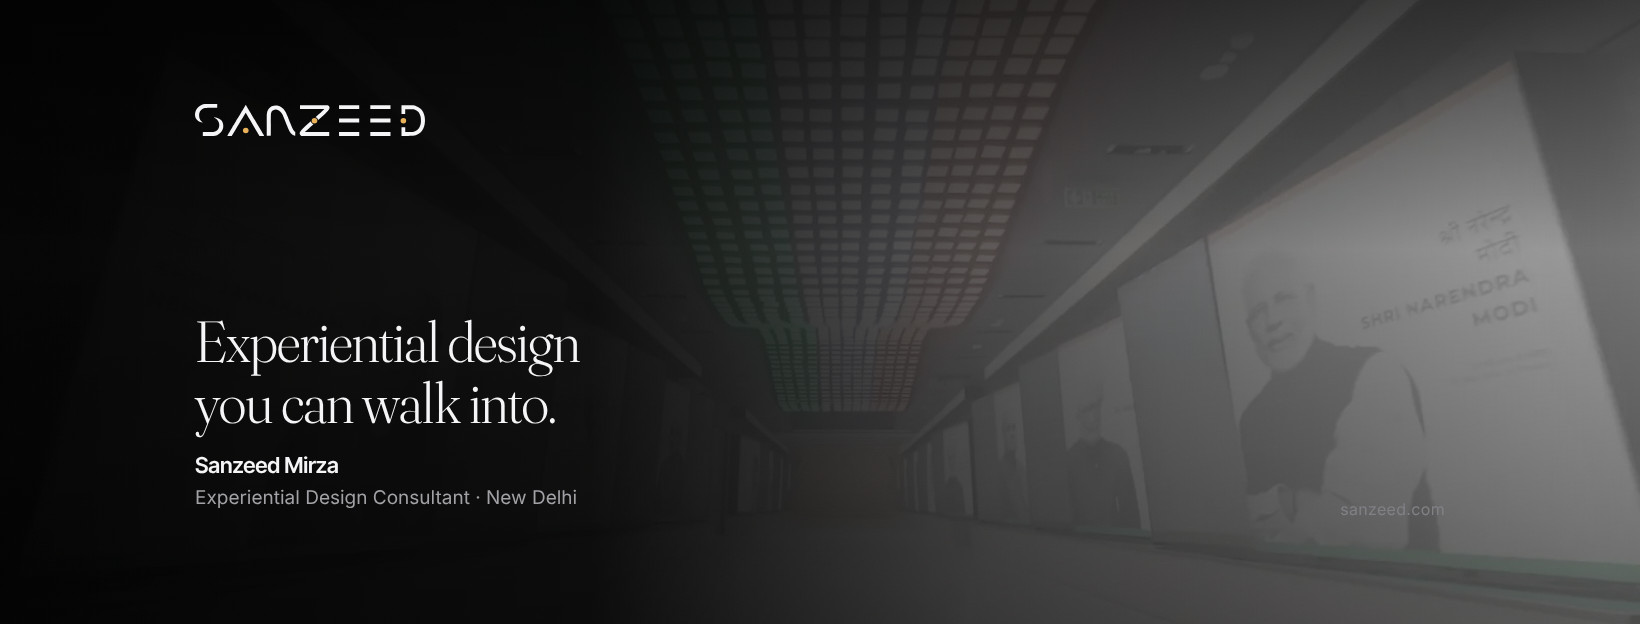 SANZEED
Experiential design
you can walk into.
Sanzeed Mirza
Experiential Design Consultant · New Delhi
श्री नरेन्द्र
मोदी
SHRI NARENDRA
MODI
sanzeed.com